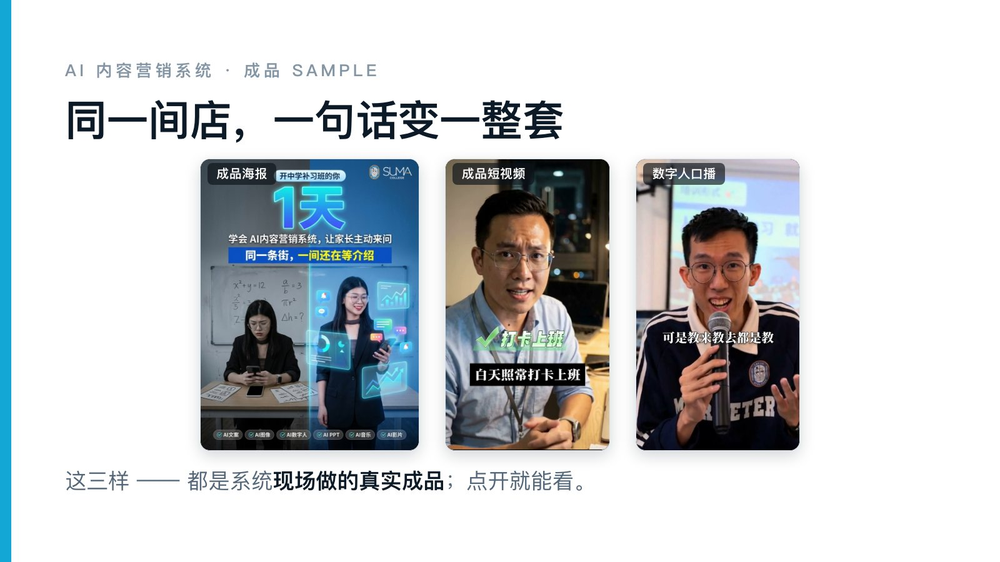 AI 内容营销系统 · 成品 SAMPLE
同一间店，一句话变一整套
成品海报
开中学补习班的你
SUMA
COLLEGE
1天
学会 AI内容营销系统，让家长主动来问
同一条街，一间还在等介绍
x²+y=12
a/b=3
πr²
Δh=?
AI文案
AI图像
AI数字人
AI PPT
AI音乐
AI影片
成品短视频
打卡上班
白天照常打卡上班
数字人口播
可是教来教去都是教
这三样 —— 都是系统现场做的真实成品；点开就能看。